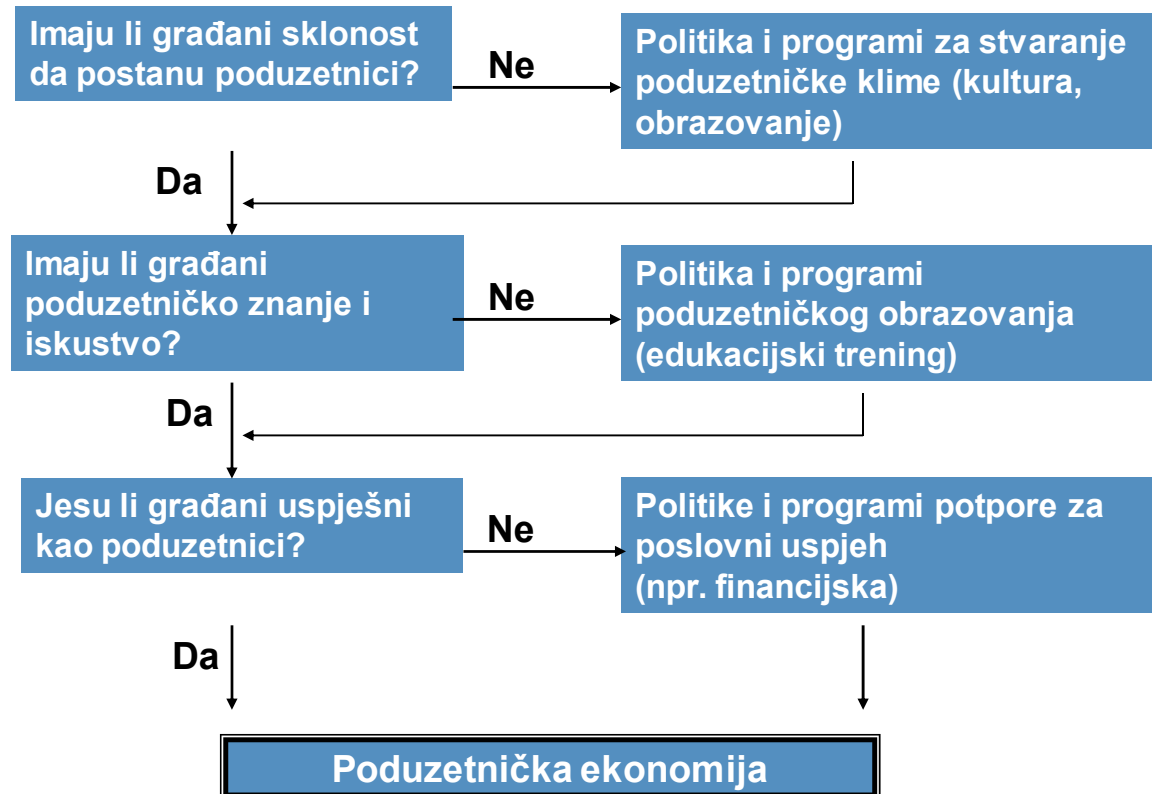 Imaju li građani sklonost
da postanu poduzetnici?
Ne
Politika i programi za stvaranje
poduzetničke klime (kultura,
obrazovanje)
Da
Imaju li građani
poduzetničko znanje i
iskustvo?
Ne
Politika i programi
poduzetničkog obrazovanja
(edukacijski trening)
Da
Jesu li građani uspješni
kao poduzetnici?
Ne
Politike i programi potpore za
poslovni uspjeh
(npr. financijska)
Da
Poduzetnička ekonomija